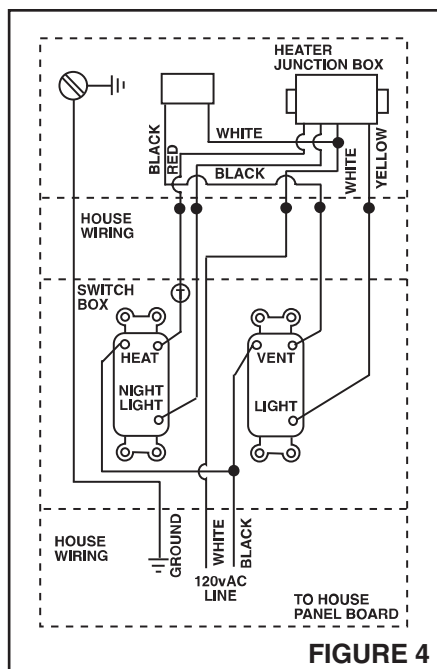 HEATER
JUNCTION BOX
WHITE
BLACK
RED
BLACK
WHITE
YELLOW
HOUSE
WIRING
SWITCH
BOX
T
HEAT
NIGHT
LIGHT
VENT
LIGHT
HOUSE
WIRING
GROUND
WHITE
BLACK
120vAC
LINE
TO HOUSE
PANEL BOARD
FIGURE 4